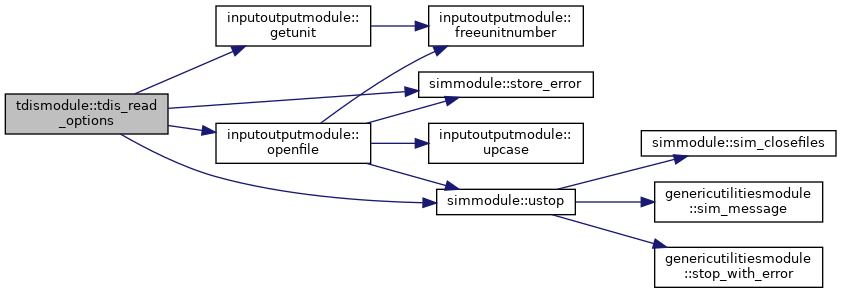 tdismodule::tdis_read
_options
inputoutputmodule::
getunit
inputoutputmodule::
freeunitnumber
simmodule::store_error
inputoutputmodule::
openfile
inputoutputmodule::
upcase
simmodule::ustop
simmodule::sim_closefiles
genericutilitiesmodule
::sim_message
genericutilitiesmodule
::stop_with_error